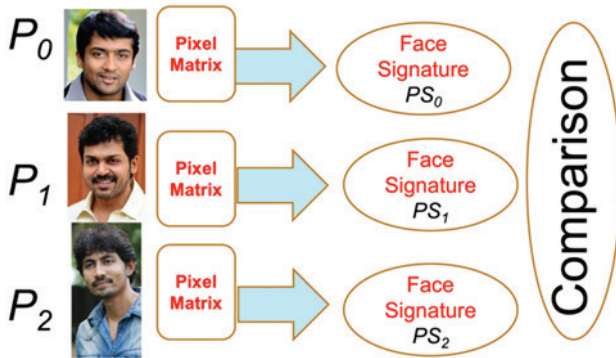 P0
Pixel
Matrix
Face
Signature
PS0
P1
Pixel
Matrix
Face
Signature
PS1
P2
Pixel
Matrix
Face
Signature
PS2
Comparison